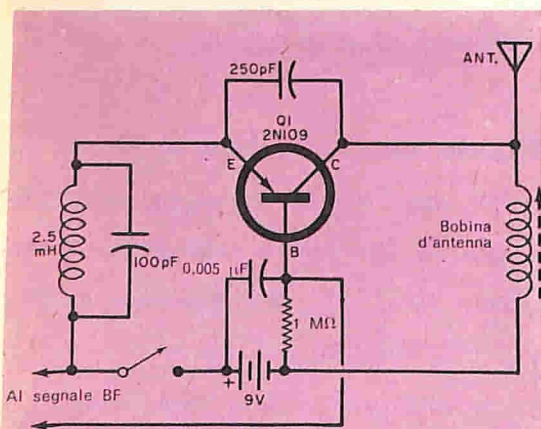 250pF
ANT.
Q1
2N109
E
C
2.5
mH
100pF
Bobina
d'antenna
B
0,005 µF
1 MΩ
+
9V
Al segnale BF